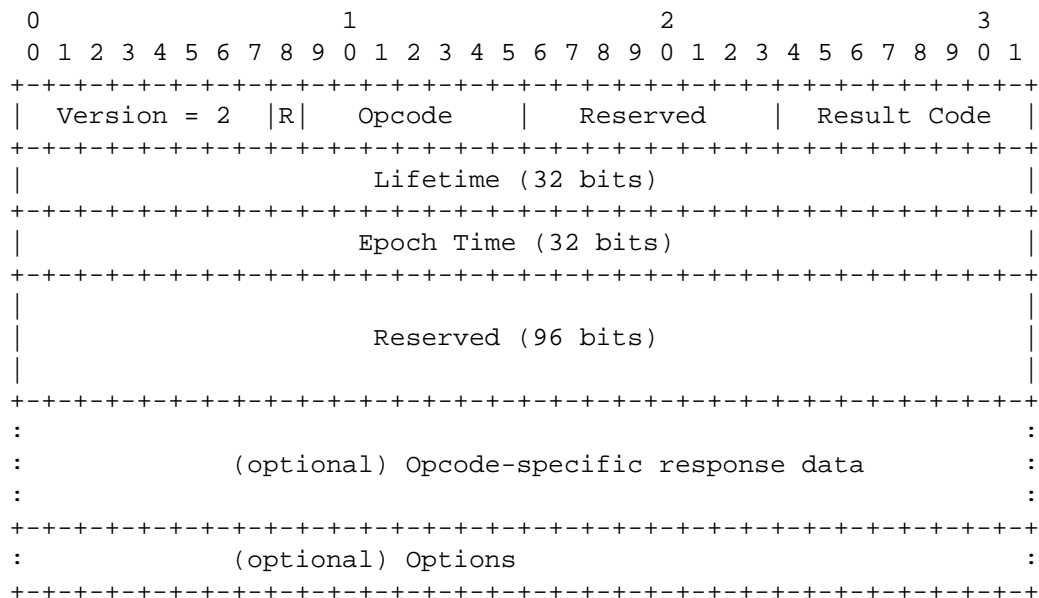 0                   1                   2                   3
 0 1 2 3 4 5 6 7 8 9 0 1 2 3 4 5 6 7 8 9 0 1 2 3 4 5 6 7 8 9 0 1
+-+-+-+-+-+-+-+-+-+-+-+-+-+-+-+-+-+-+-+-+-+-+-+-+-+-+-+-+-+-+-+-+
|  Version = 2  |R|   Opcode    |   Reserved    |  Result Code  |
+-+-+-+-+-+-+-+-+-+-+-+-+-+-+-+-+-+-+-+-+-+-+-+-+-+-+-+-+-+-+-+-+
|                      Lifetime (32 bits)                       |
+-+-+-+-+-+-+-+-+-+-+-+-+-+-+-+-+-+-+-+-+-+-+-+-+-+-+-+-+-+-+-+-+
|                     Epoch Time (32 bits)                      |
+-+-+-+-+-+-+-+-+-+-+-+-+-+-+-+-+-+-+-+-+-+-+-+-+-+-+-+-+-+-+-+-+
|                                                               |
|                      Reserved (96 bits)                       |
|                                                               |
+-+-+-+-+-+-+-+-+-+-+-+-+-+-+-+-+-+-+-+-+-+-+-+-+-+-+-+-+-+-+-+-+
:                                                               :
:             (optional) Opcode-specific response data          :
:                                                               :
+-+-+-+-+-+-+-+-+-+-+-+-+-+-+-+-+-+-+-+-+-+-+-+-+-+-+-+-+-+-+-+-+
:             (optional) Options                                :
+-+-+-+-+-+-+-+-+-+-+-+-+-+-+-+-+-+-+-+-+-+-+-+-+-+-+-+-+-+-+-+-+